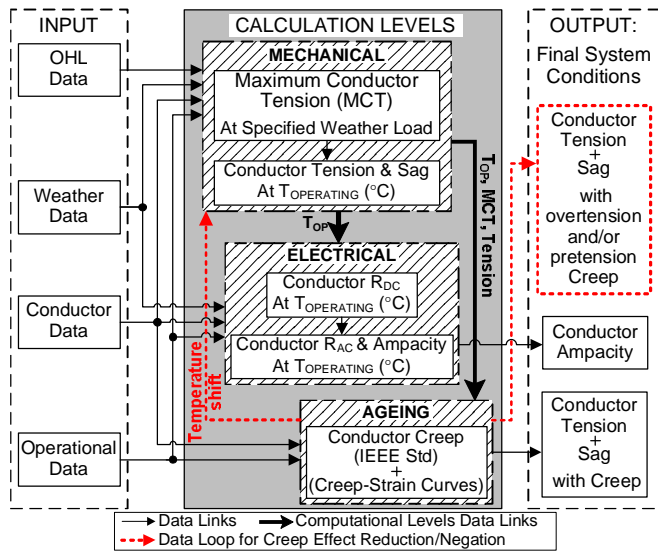 INPUT
CALCULATION LEVELS
OUTPUT:
Final System
Conditions
OHL
Data
Weather
Data
Conductor
Data
Operational
Data
MECHANICAL
Maximum Conductor
Tension (MCT)
At Specified Weather Load
Conductor Tension & Sag
At TOPERATING (°C)
TOP
TOP, MCT, Tension
ELECTRICAL
Conductor RDC
At TOPERATING (°C)
Conductor RAC & Ampacity
At TOPERATING (°C)
Temperature
shift
AGEING
Conductor Creep
(IEEE Std)
+
(Creep-Strain Curves)
Conductor
Tension
+
Sag
with
overtension
and/or
pretension
Creep
Conductor
Ampacity
Conductor
Tension
+
Sag
with Creep
Data Links
Computational Levels Data Links
Data Loop for Creep Effect Reduction/Negation